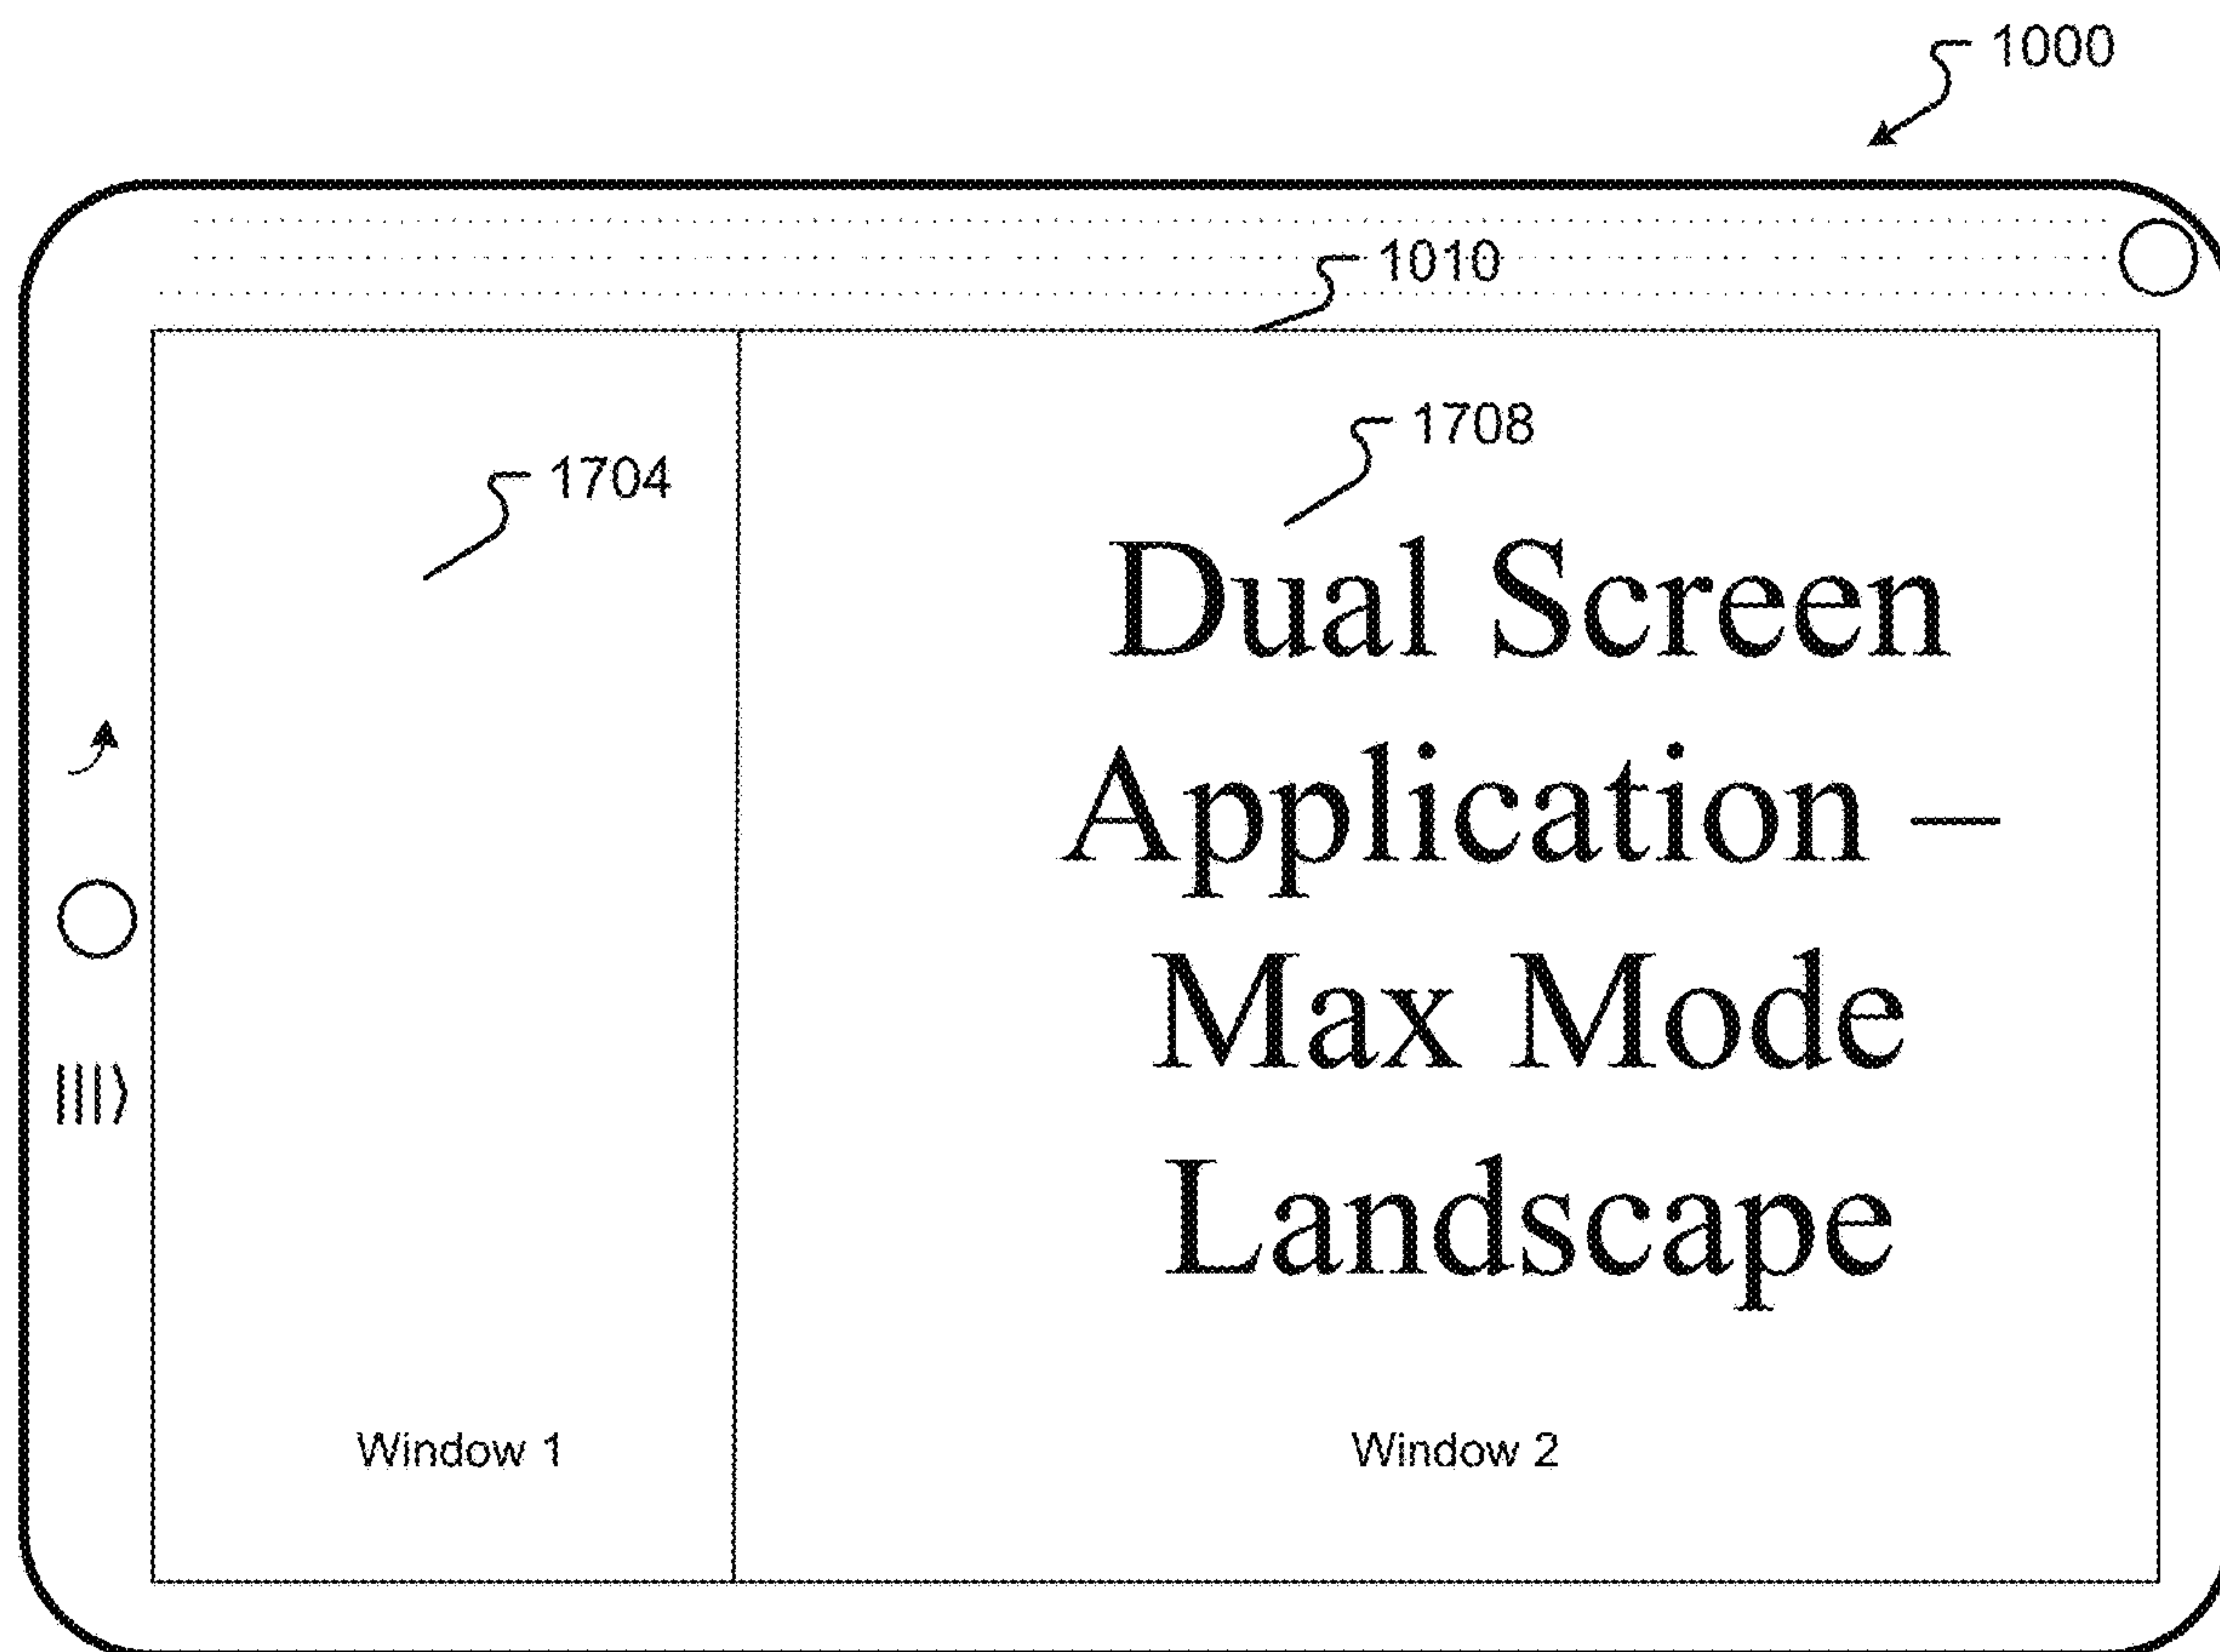 1000
1010
1708
1704
Dual Screen
Application –
Max Mode
Landscape
Window 1
Window 2